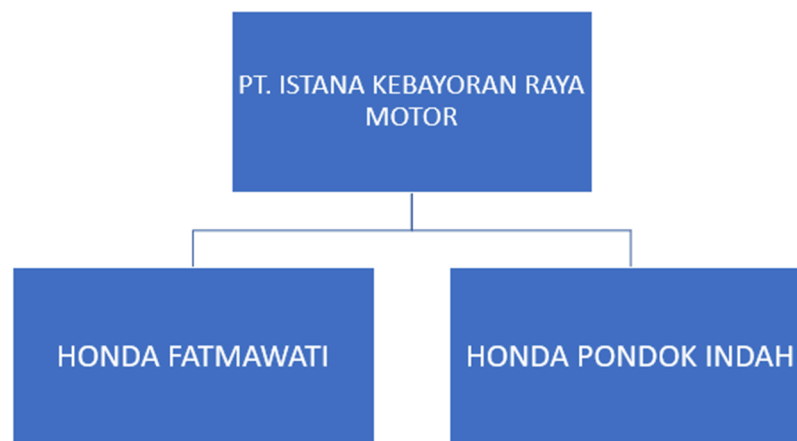 PT. ISTANA KEBAYORAN RAYA
MOTOR
HONDA FATMAWATI
HONDA PONDOK INDAH